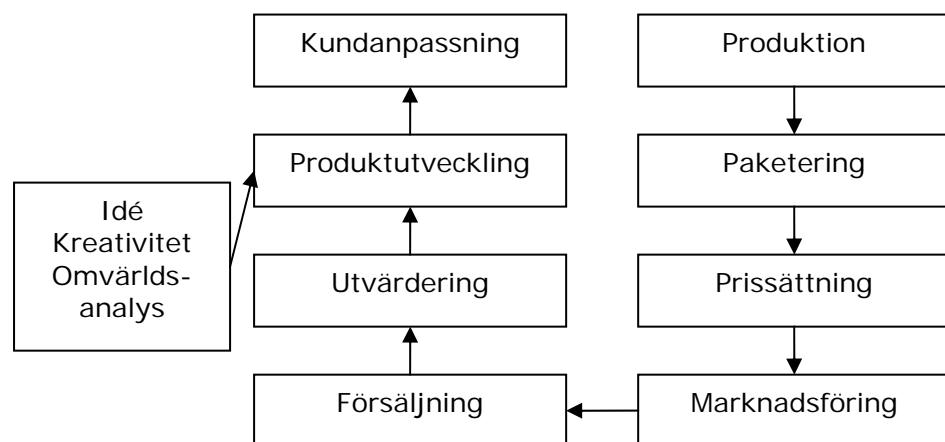 Kundanpassning
Produktion
Produktutveckling
Paketering
Idé
Kreativitet
Omvärlds-
analys
Utvärdering
Prissättning
Försäljning
Marknadsföring